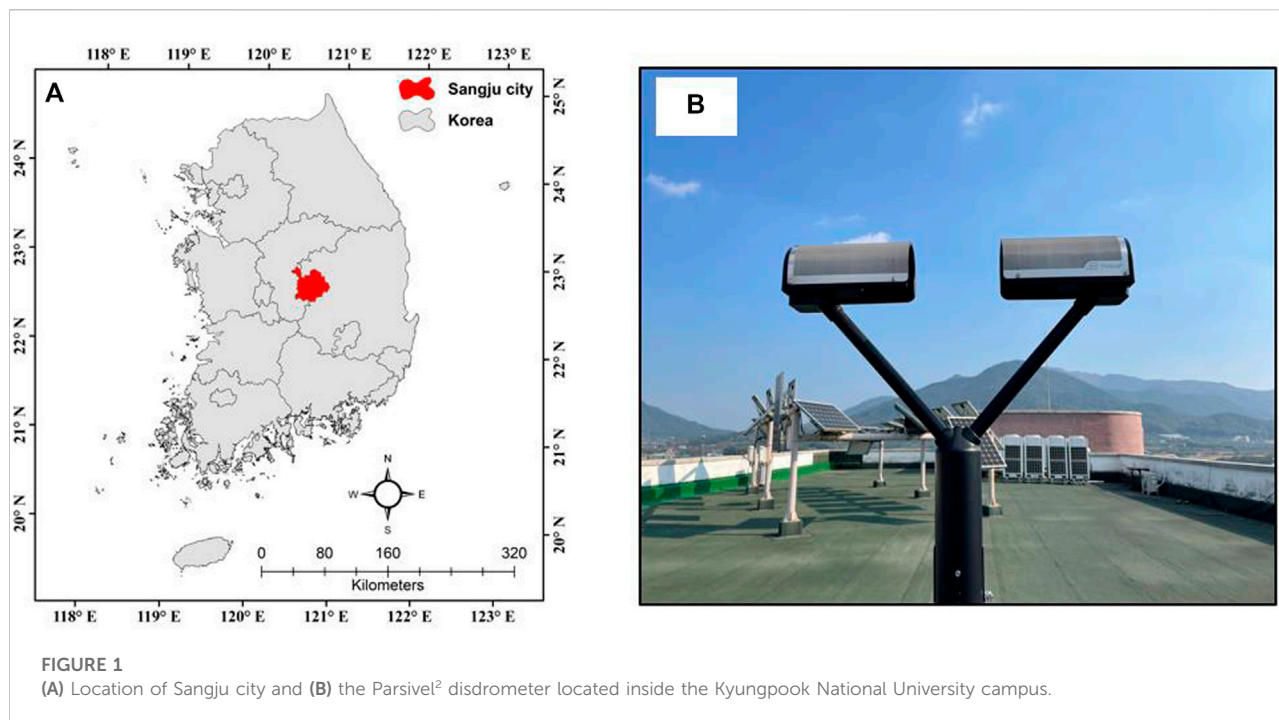 118° E 119° E 120° E 121° E 122° E 123° E
A
Sangju city
Korea
25° N
24° N
24° N
23° N
23° N
22° N
22° N
21° N
21° N
20° N
20° N
N
W E
S
0 80 160 320
Kilometers
118° E 119° E 120° E 121° E 122° E 123° E
B
FIGURE 1
(A) Location of Sangju city and (B) the Parsivel² disdrometer located inside the Kyungpook National University campus.